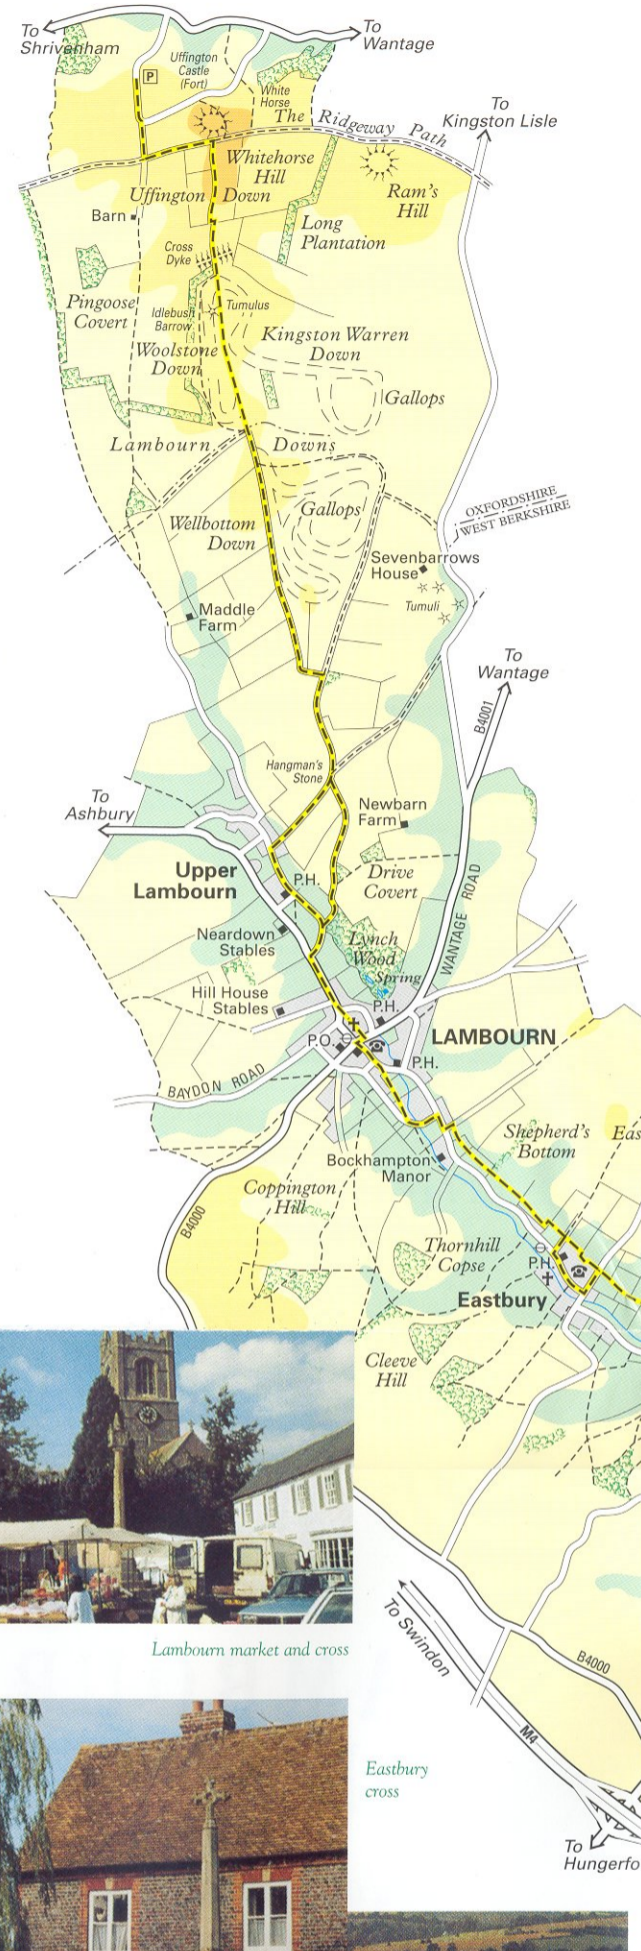 To
Shrivenham
To
Wantage
Uffington
Castle
(Fort)
P
White
Horse
To
Kingston Lisle
The Ridgeway Path
Whitehorse
Hill
Uffington Down
Ram's
Hill
Barn
Long
Plantation
Cross
Dyke
Pingoose
Covert
Idlebush
Barrow
Tumulus
Woolstone
Down
Kingston Warren
Down
Gallops
Lambourn Downs
Gallops
OXFORDSHIRE
WEST BERKSHIRE
Wellbottom
Down
Sevenbarrows
House
Tumuli
Maddle
Farm
To
Wantage
B4001
Hangman's
Stone
To
Ashbury
Newbarn
Farm
Upper
Lambourn
P.H.
Drive
Covert
WANTAGE ROAD
Neardown
Stables
Lynch
Wood
Spring
Hill House
Stables
P.H.
P.O.
LAMBOURN
P.H.
BAYDON ROAD
Shepherd's
Bottom
Eas
Bockhampton
Manor
Coppington
Hill
B4000
Thornhill
Copse
P.H.
Eastbury
Cleeve
Hill
To Swindon
B4000
M4
To
Hungerfo
Lambourn market and cross
Eastbury
cross